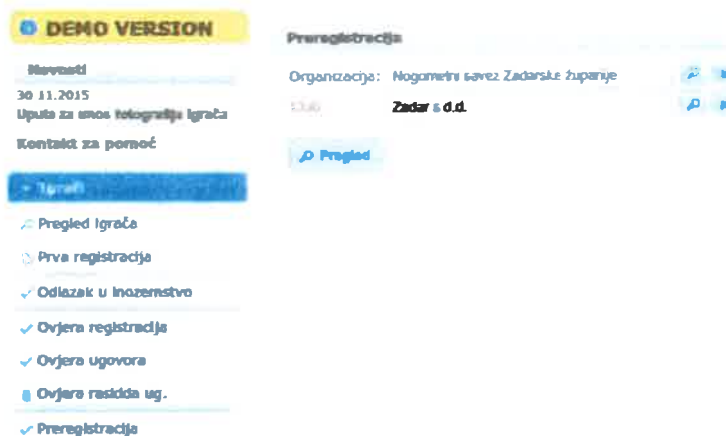 DEMO VERSION
Novosti
30 11.2015
Upute za unos fotografija igrača
Kontakt za pomoć
Igrači
Pregled igrača
Prva registracija
Odlazak u inozemstvo
Ovjera registracija
Ovjera ugovora
Ovjera raskida ug.
Preregistracija
Preregistracija
Organizacija: Nogometni savez Zadarske županije
Zadar s d.d.
Pregled